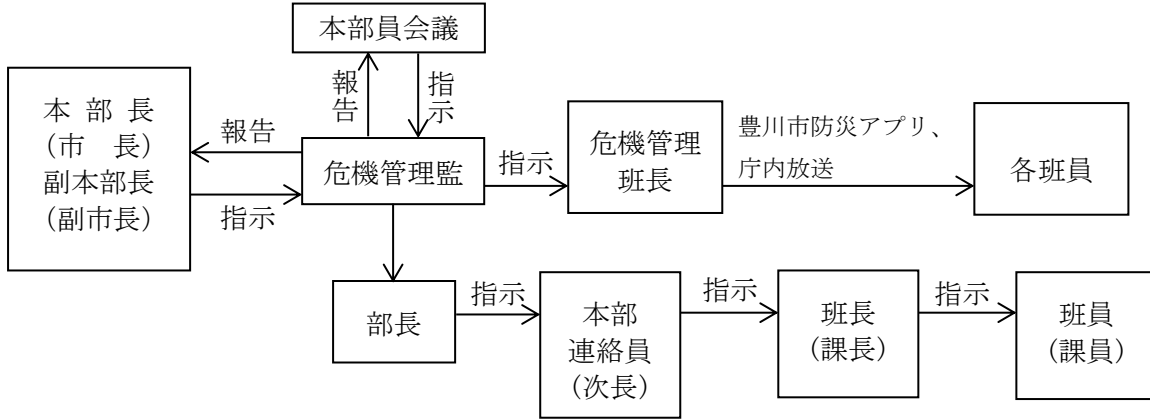 本部員会議
報告
指示
本 部 長
（市　長）
副本部長
（副市長）
報告
指示
危機管理監
指示
危機管理
班長
豊川市防災アプリ、
庁内放送
各班員
部長
指示
本部
連絡員
（次長）
指示
班長
（課長）
指示
班員
（課員）